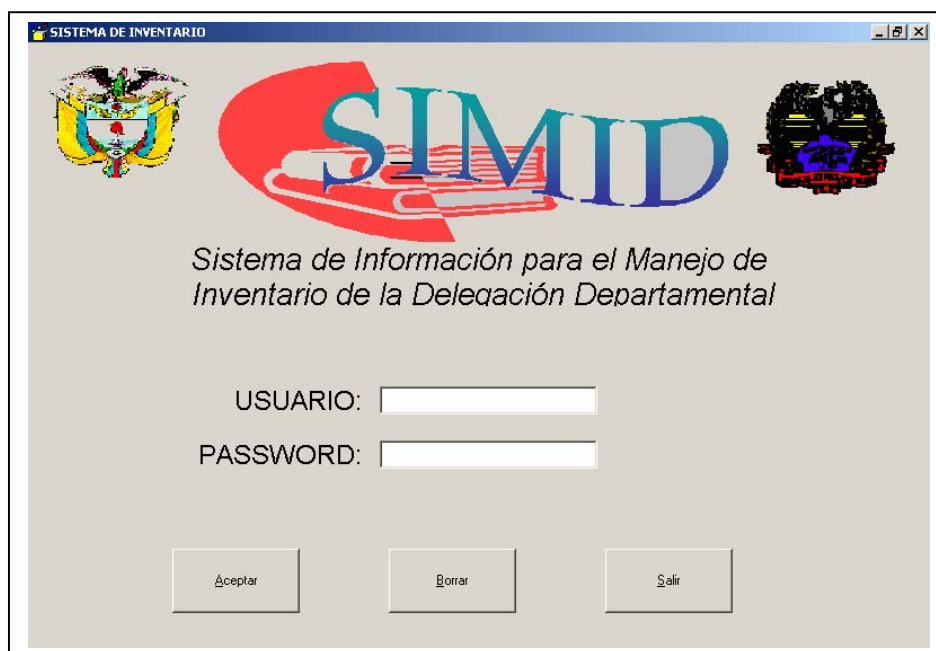 SISTEMA DE INVENTARIO
SIMID
Sistema de Información para el Manejo de
Inventario de la Delegación Departamental
USUARIO:
PASSWORD:
Aceptar
Borrar
Salir